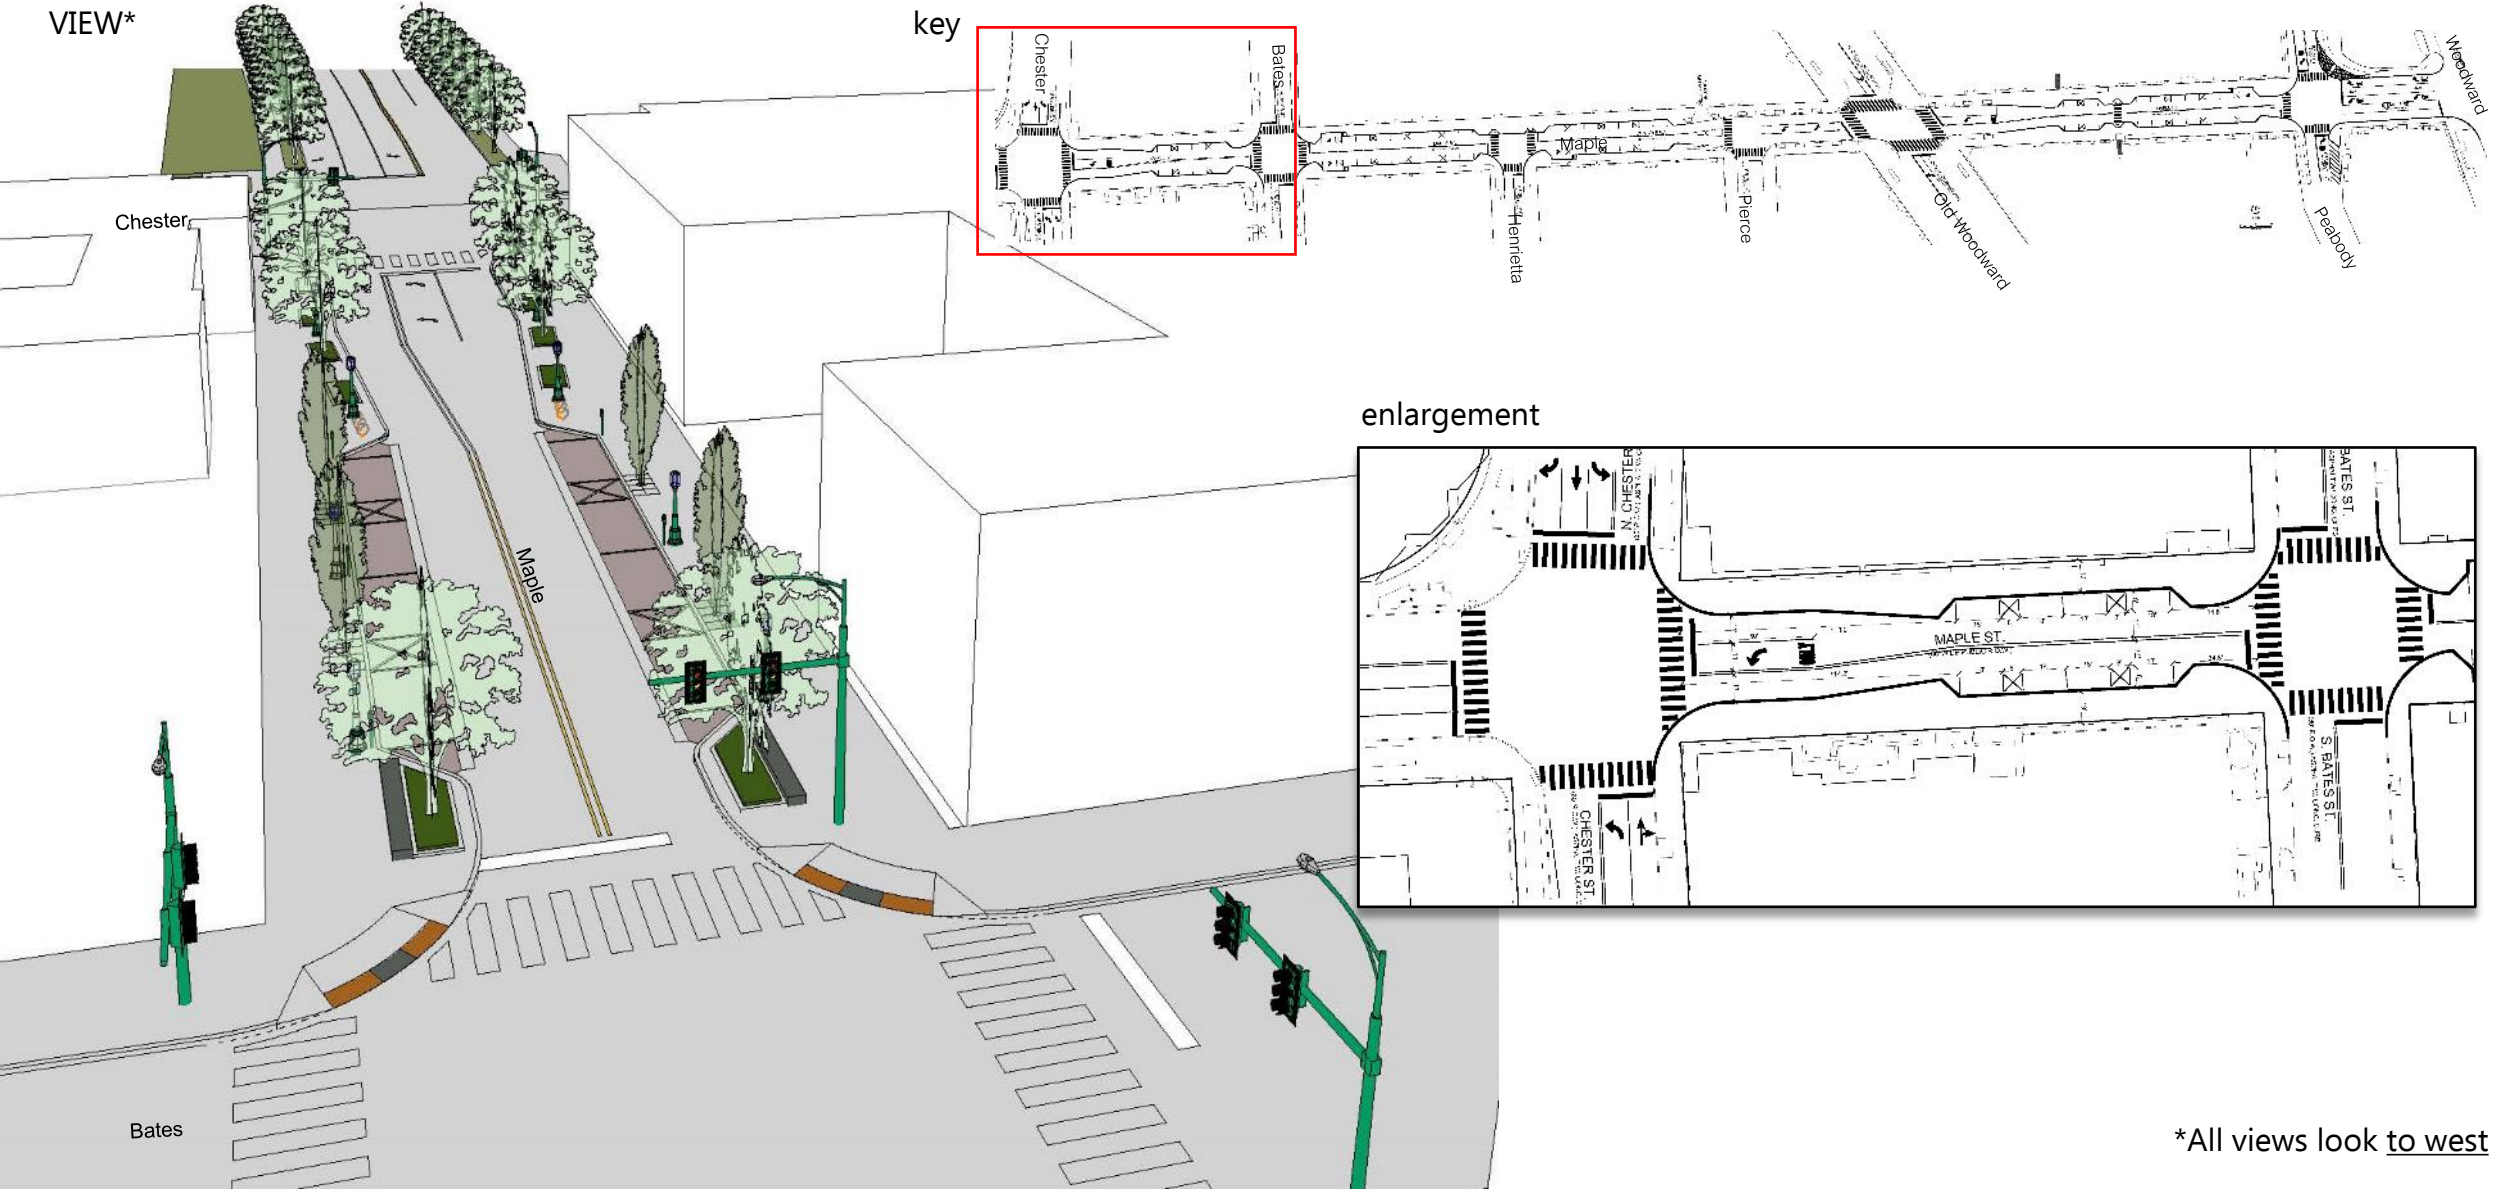 VIEW*
key
Chester
Bates
Maple
Henrietta
Pierce
Old Woodward
Peabody
Woodward
Chester
Maple
Bates
enlargement
N. CHESTER
BATES ST.
MAPLE ST.
CHESTER ST.
S. BATES ST.
*All views look to west